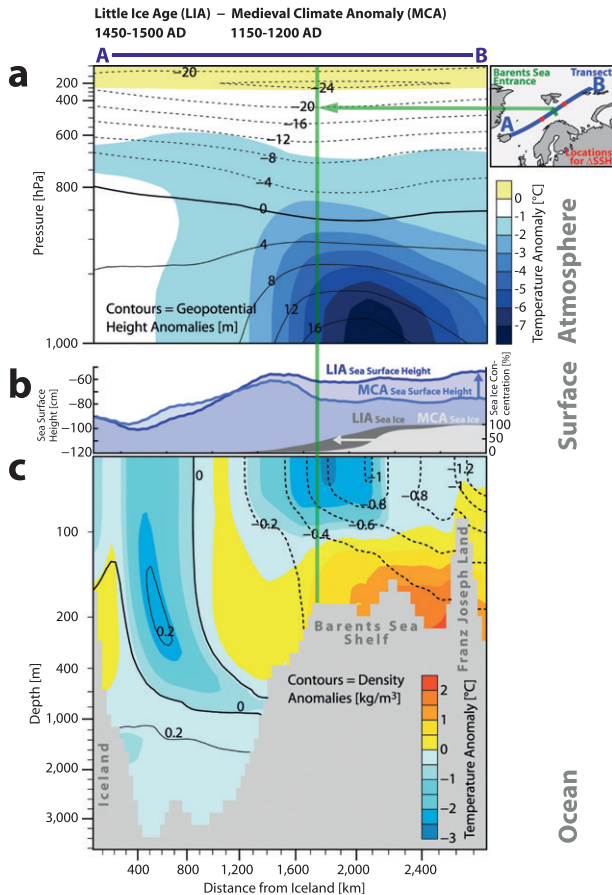 Little Ice Age (LIA) – Medieval Climate Anomaly (MCA)
1450-1500 AD 1150-1200 AD
A B
a
Barents Sea
Entrance
Transect
B
A
Locations
for ΔSSH
200
400
600
800
1,000
Pressure [hPa]
−20
−24
−20
−16
−12
−8
−4
0
4
8
12
16
Contours = Geopotential
Height Anomalies [m]
0
−1
−2
−3
−4
−5
−6
−7
Temperature Anomaly [°C]
Atmosphere
b
−60
−80
−100
−120
Sea Surface
Height [cm]
LIA Sea Surface Height
MCA Sea Surface Height
LIA Sea Ice
MCA Sea Ice
100
50
0
Sea Ice Con-
centration [%]
Surface
c
100
200
400
600
1,000
2,000
3,000
Depth [m]
0
−0.2
−0.4
−0.6
−0.8
−1
−0.8
−1.2
−1
0.2
0
0.2
Barents Sea
Shelf
Franz Joseph Land
Iceland
Contours = Density
Anomalies [kg/m³]
2
1
0
−1
−2
−3
Temperature Anomaly [°C]
Ocean
400 800 1,200 1,600 2,000 2,400
Distance from Iceland [km]